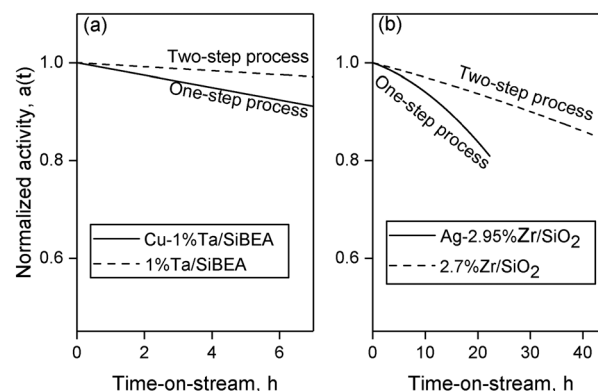 (a)
(b)
Normalized activity, a(t)
1.0
0.8
0.6
Two-step process
One-step process
Cu-1%Ta/SiBEA
1%Ta/SiBEA
0
2
4
6
Time-on-stream, h
1.0
0.8
0.6
Two-step process
One-step process
Ag-2.95%Zr/SiO₂
2.7%Zr/SiO₂
0
10
20
30
40
Time-on-stream, h